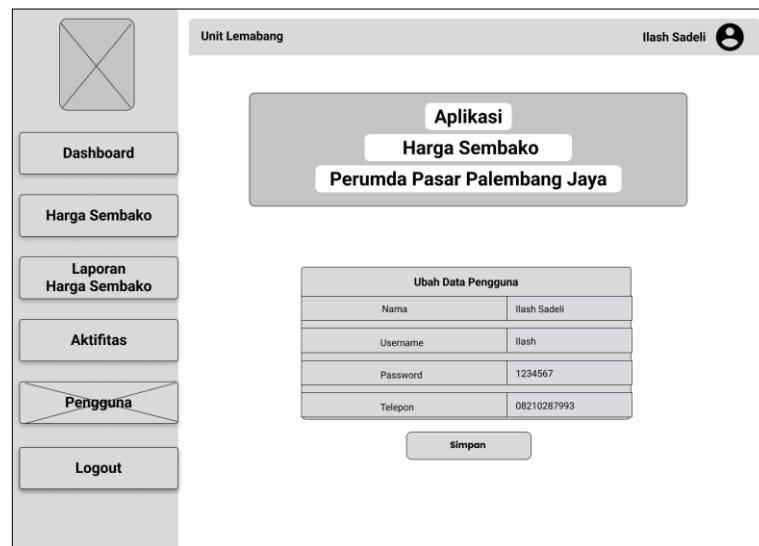 Unit Lemabang
Ilash Sadeli
Aplikasi
Harga Sembako
Perumda Pasar Palembang Jaya
Dashboard
Harga Sembako
Laporan
Harga Sembako
Aktifitas
Pengguna
Logout
Ubah Data Pengguna
Nama Ilash Sadeli
Username Ilash
Password 1234567
Telepon 08210287993
Simpan